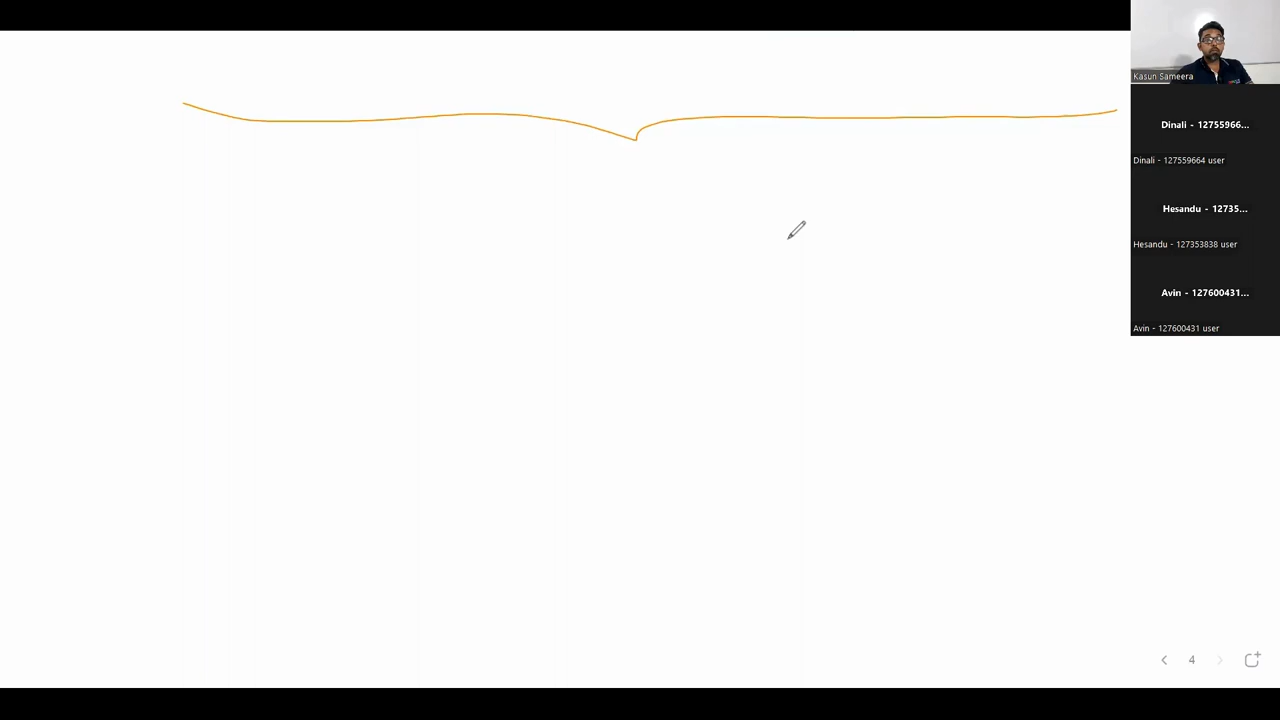 Kasun Sameera
Dinali - 12755966...
Dinali - 127559664 user
Hesandu - 12735...
Hesandu - 127353838 user
Avin - 127600431...
Avin - 127600431 user
4